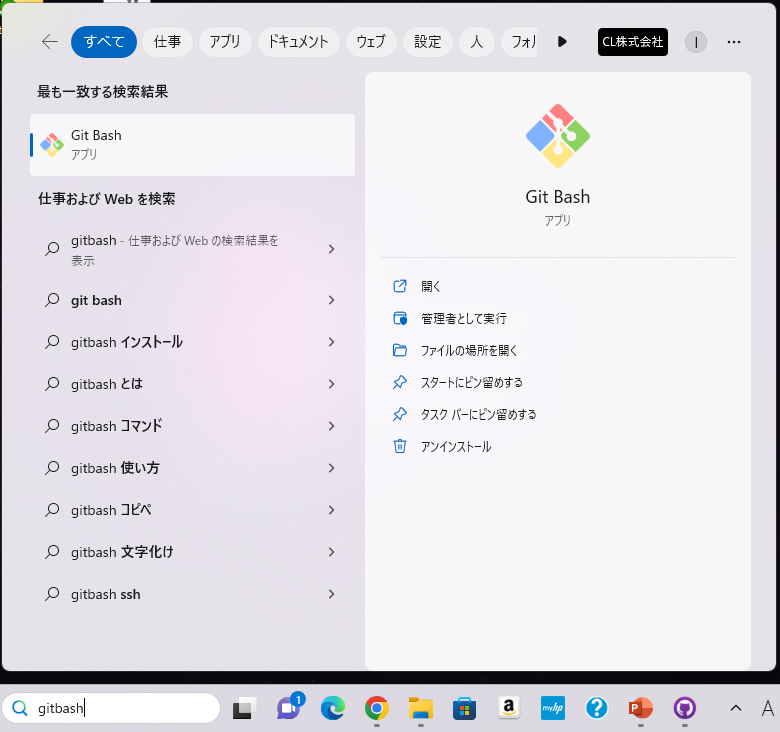 すべて
仕事
アプリ
ドキュメント
ウェブ
設定
人
CL株式会社
I
最も一致する検索結果
Git Bash
アプリ
仕事および Web を検索
gitbash - 仕事および Web の検索結果を
表示
git bash
gitbash インストール
gitbash とは
gitbash コマンド
gitbash 使い方
gitbash コピペ
gitbash 文字化け
gitbash ssh
Git Bash
アプリ
開く
管理者として実行
ファイルの場所を開く
スタートにピン留めする
タスク バーにピン留めする
アンインストール
gitbash
1
a
myhp
?
P
A